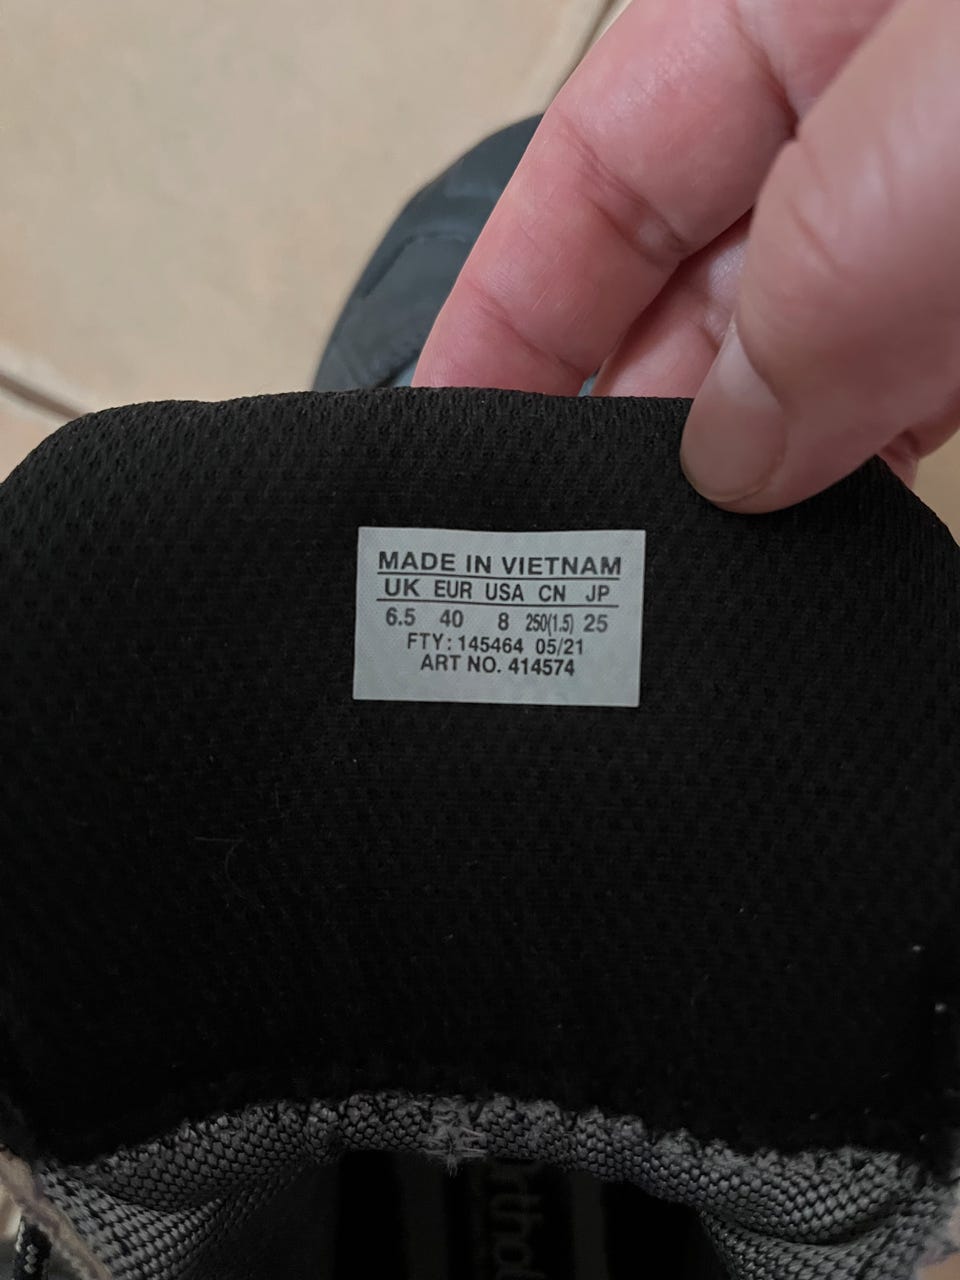 MADE IN VIETNAM
UK EUR USA CN JP
6.5 40 8 250(1.5) 25
FTY: 145464 05/21
ART NO. 414574